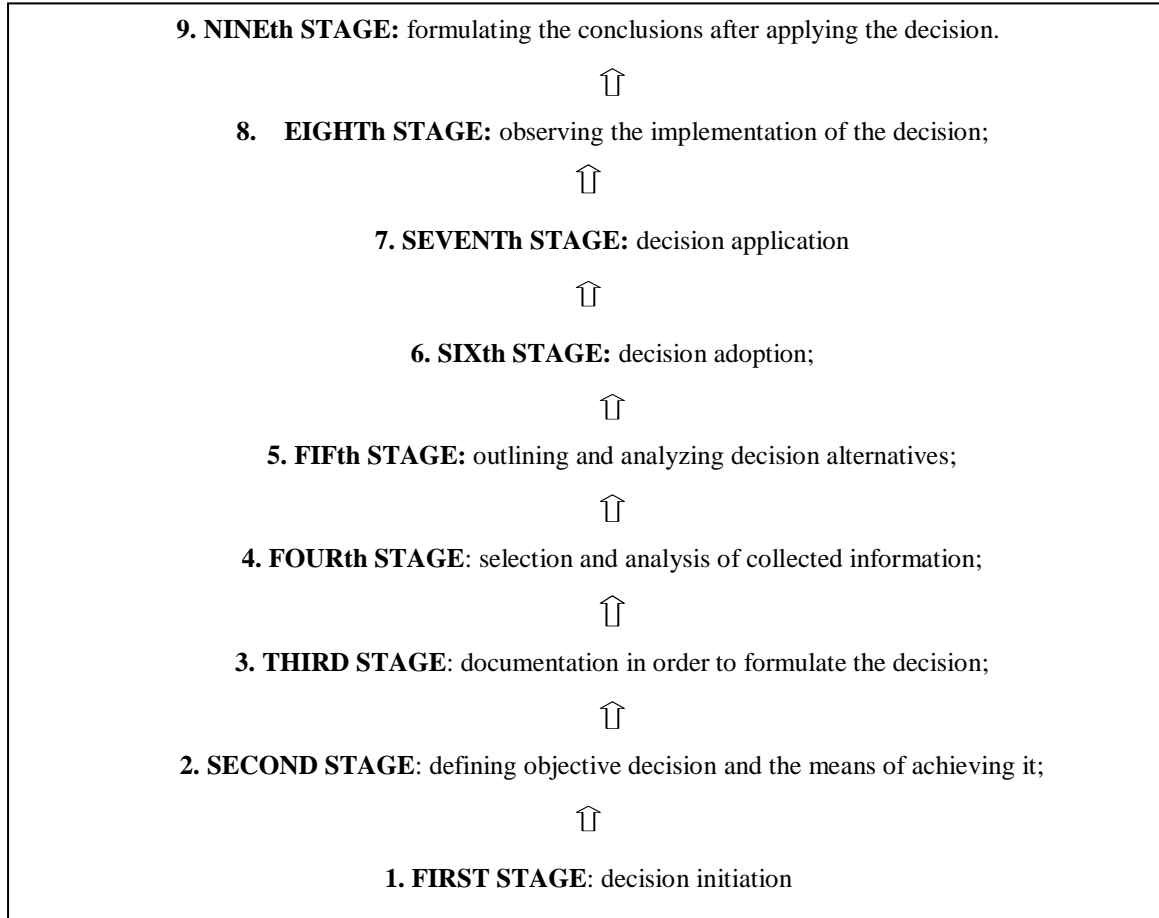 9. NINEth STAGE: formulating the conclusions after applying the decision.
8. EIGHTh STAGE: observing the implementation of the decision;
7. SEVENTh STAGE: decision application
6. SIXth STAGE: decision adoption;
5. FIFth STAGE: outlining and analyzing decision alternatives;
4. FOURth STAGE: selection and analysis of collected information;
3. THIRD STAGE: documentation in order to formulate the decision;
2. SECOND STAGE: defining objective decision and the means of achieving it;
1. FIRST STAGE: decision initiation